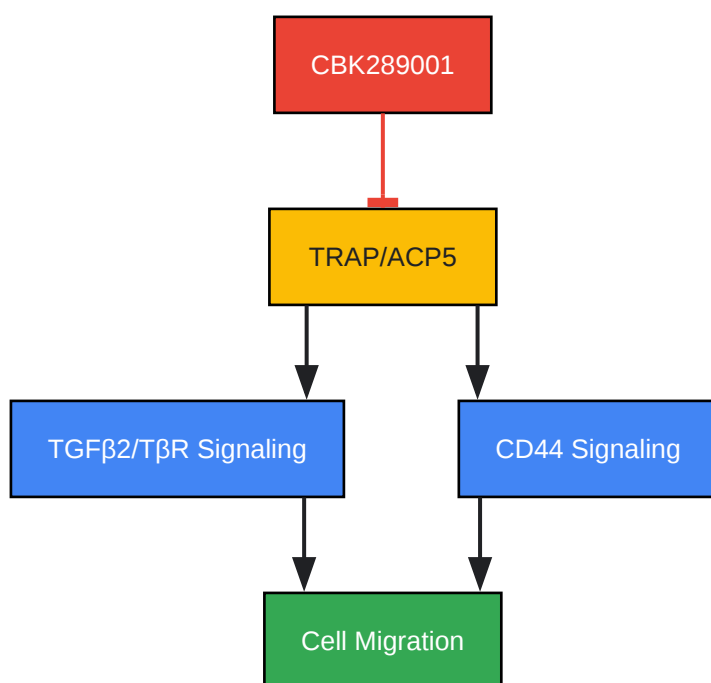 CBK289001
TRAP/ACP5
TGFβ2/TβR Signaling
CD44 Signaling
Cell Migration